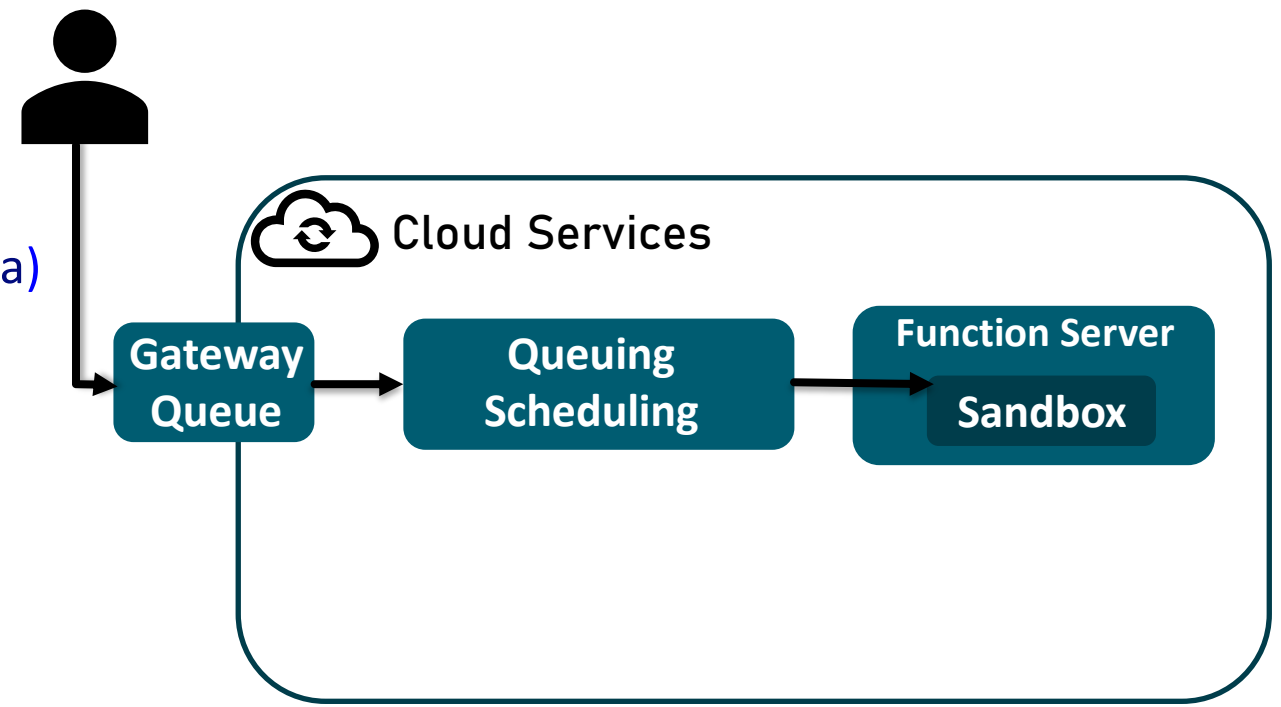 Cloud Services
a)
Gateway
Queue
Queuing
Scheduling
Function Server
Sandbox